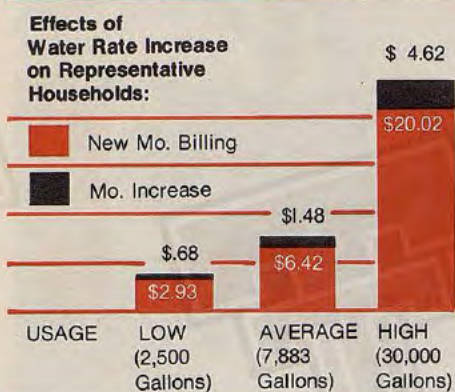 Effects of
Water Rate Increase
on Representative
Households:
New Mo. Billing
Mo. Increase
$.68
$2.93
$1.48
$6.42
$ 4.62
$20.02
USAGE
LOW
(2,500
Gallons)
AVERAGE
(7,883
Gallons)
HIGH
(30,000
Gallons)